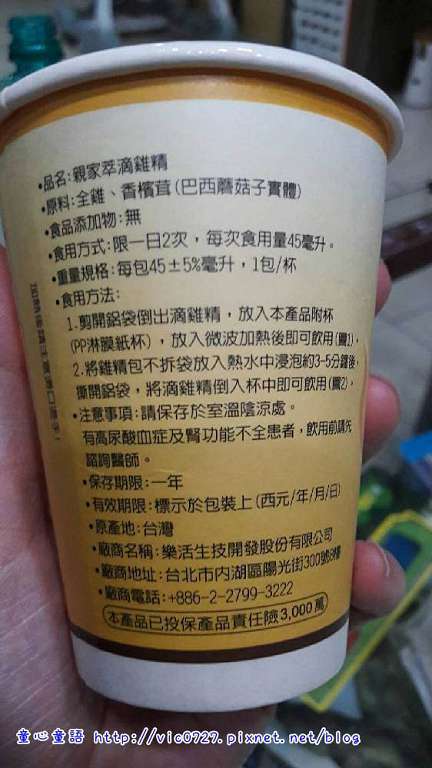 •品名:親家萃滴雞精
•原料:全雞、香檳茸(巴西蘑菇子實體)
•食品添加物:無
•食用方式:限一日2次，每次食用量45毫升。
•重量規格:每包45±5%毫升，1包/杯
•食用方法:
1.剪開鋁袋倒出滴雞精，放入本產品附杯
(PP淋膜紙杯)，放入微波加熱後即可飲用(圖1)。
2.將雞精包不拆袋放入熱水中浸泡約3-5分鐘後，
撕開鋁袋，將滴雞精倒入杯中即可飲用(圖2)。
•注意事項:請保存於室溫陰涼處。
有高尿酸血症及腎功能不全患者，飲用前請先
諮詢醫師。
•保存期限:一年
•有效期限:標示於包裝上(西元/年/月/日)
•原產地:台灣
•廠商名稱:樂活生技開發股份有限公司
•廠商地址:台北市內湖區陽光街300號8樓
•廠商電話:+886-2-2799-3222
本產品已投保產品責任險3,000萬
童心童語 http://vic0727.pixnet.net/blog